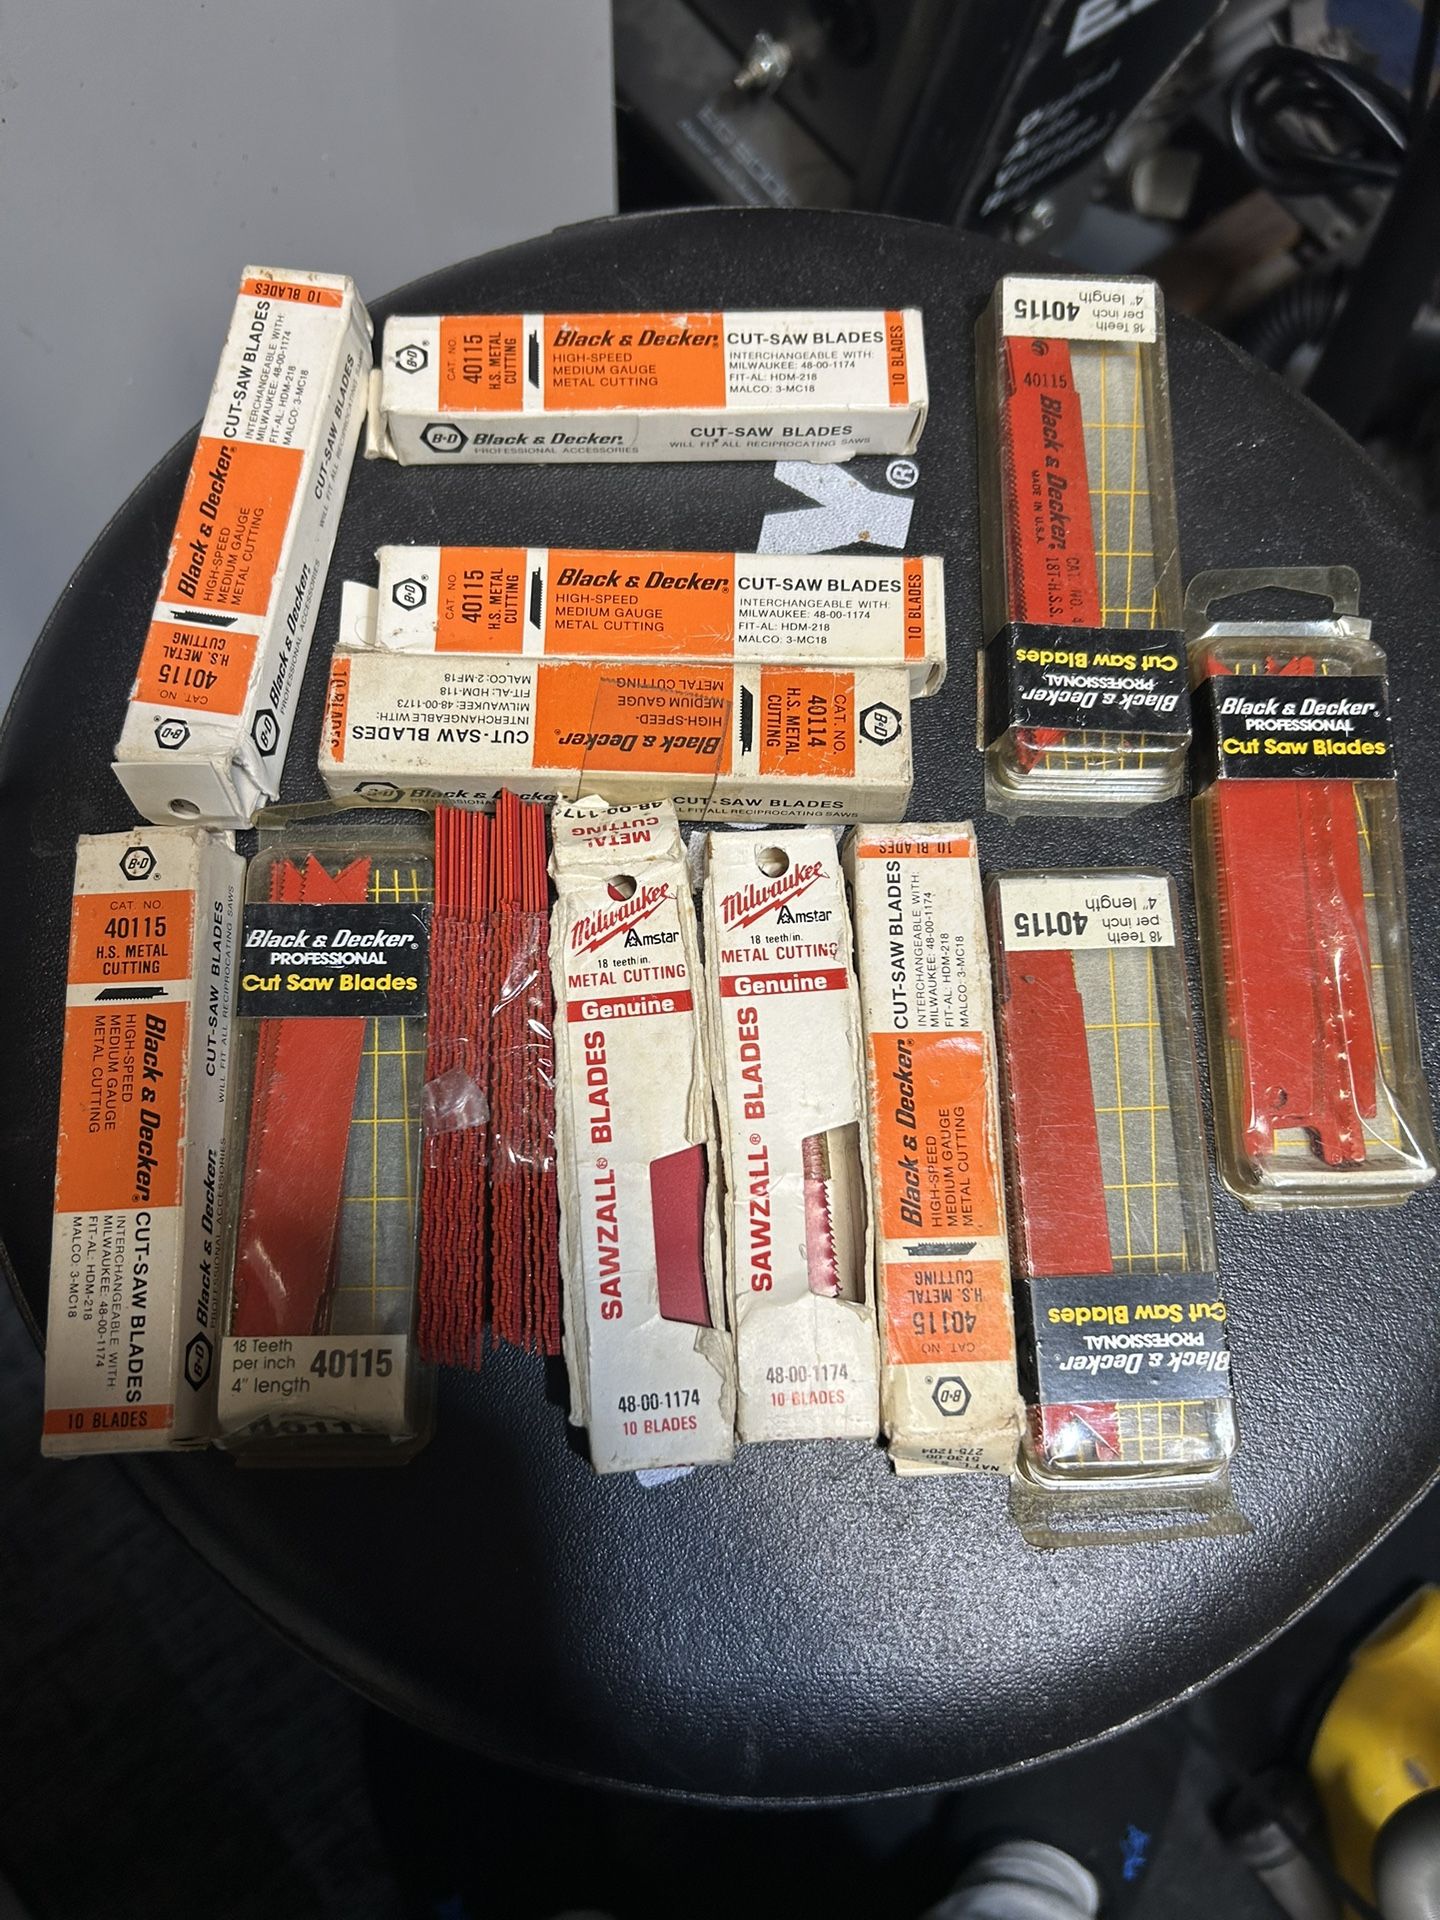 10 BLADES
CUT-SAW BLADES
INTERCHANGEABLE WITH:
MILWAUKEE: 48-00-1174
FIT-AL: HDM-218
MALCO: 3-MC18
Black & Decker®
HIGH-SPEED
MEDIUM GAUGE
METAL CUTTING
H.S. METAL
CUTTING
40115
CAT. NO.
B&D®
CUT-SAW BLADES
WILL FIT ALL RECIPROCATING SAWS
B&D Black & Decker®
PROFESSIONAL ACCESSORIES
B&D®
CAT. NO.
40115
H.S. METAL
CUTTING
Black & Decker®
HIGH-SPEED
MEDIUM GAUGE
METAL CUTTING
CUT-SAW BLADES
INTERCHANGEABLE WITH:
MILWAUKEE: 48-00-1174
FIT-AL: HDM-218
MALCO: 3-MC18
10 BLADES
B&D Black & Decker®
PROFESSIONAL ACCESSORIES
CUT-SAW BLADES
WILL FIT ALL RECIPROCATING SAWS
Y®
18 Teeth
per inch
4" length
40115
40115
Black & Decker®
MADE IN U.S.A.
CAT. NO.
18T-H.S.S.
Black & Decker®
PROFESSIONAL
Cut Saw Blades
B&D®
CAT. NO.
40115
H.S. METAL
CUTTING
Black & Decker®
HIGH-SPEED
MEDIUM GAUGE
METAL CUTTING
CUT-SAW BLADES
INTERCHANGEABLE WITH:
MILWAUKEE: 48-00-1174
FIT-AL: HDM-218
MALCO: 3-MC18
10 BLADES
B&D®
CAT. NO.
40114
H.S. METAL
CUTTING
Black & Decker®
HIGH-SPEED-
MEDIUM GAUGE
METAL CUTTING
CUT-SAW BLADES
INTERCHANGEABLE WITH:
MILWAUKEE: 48-00-1173
FIT-AL: HDM-118
MALCO: 2-MF18
B&D Black & Decker
CUT-SAW BLADES
FIT ALL RECIPROCATING SAWS
Black & Decker®
PROFESSIONAL
Cut Saw Blades
B&D®
CAT. NO.
40115
H.S. METAL
CUTTING
Black & Decker®
HIGH-SPEED
MEDIUM GAUGE
METAL CUTTING
CUT-SAW BLADES
INTERCHANGEABLE WITH:
MILWAUKEE: 48-00-1174
FIT-AL: HDM-218
MALCO: 3-MC18
10 BLADES
CUT-SAW BLADES
WILL FIT ALL RECIPROCATING SAWS
B&D Black & Decker®
PROFESSIONAL ACCESSORIES
Black & Decker®
PROFESSIONAL
Cut Saw Blades
18 Teeth
per inch
4" length
40115
METAL
CUTTING
48-00-117
Milwaukee
Amstar
18 teeth/in.
METAL CUTTING
Genuine
SAWZALL® BLADES
48-00-1174
10 BLADES
Milwaukee
Amstar
18 teeth/in.
METAL CUTTING
Genuine
SAWZALL® BLADES
48-00-1174
10 BLADES
10 BLADES
CUT-SAW BLADES
INTERCHANGEABLE WITH:
MILWAUKEE: 48-00-1174
FIT-AL: HDM-218
MALCO: 3-MC18
Black & Decker®
HIGH-SPEED
MEDIUM GAUGE
METAL CUTTING
H.S. METAL
CUTTING
40115
CAT. NO.
B&D®
5130-00-
275-1204
18 Teeth
per inch
4" length
40115
Black & Decker®
PROFESSIONAL
Cut Saw Blades